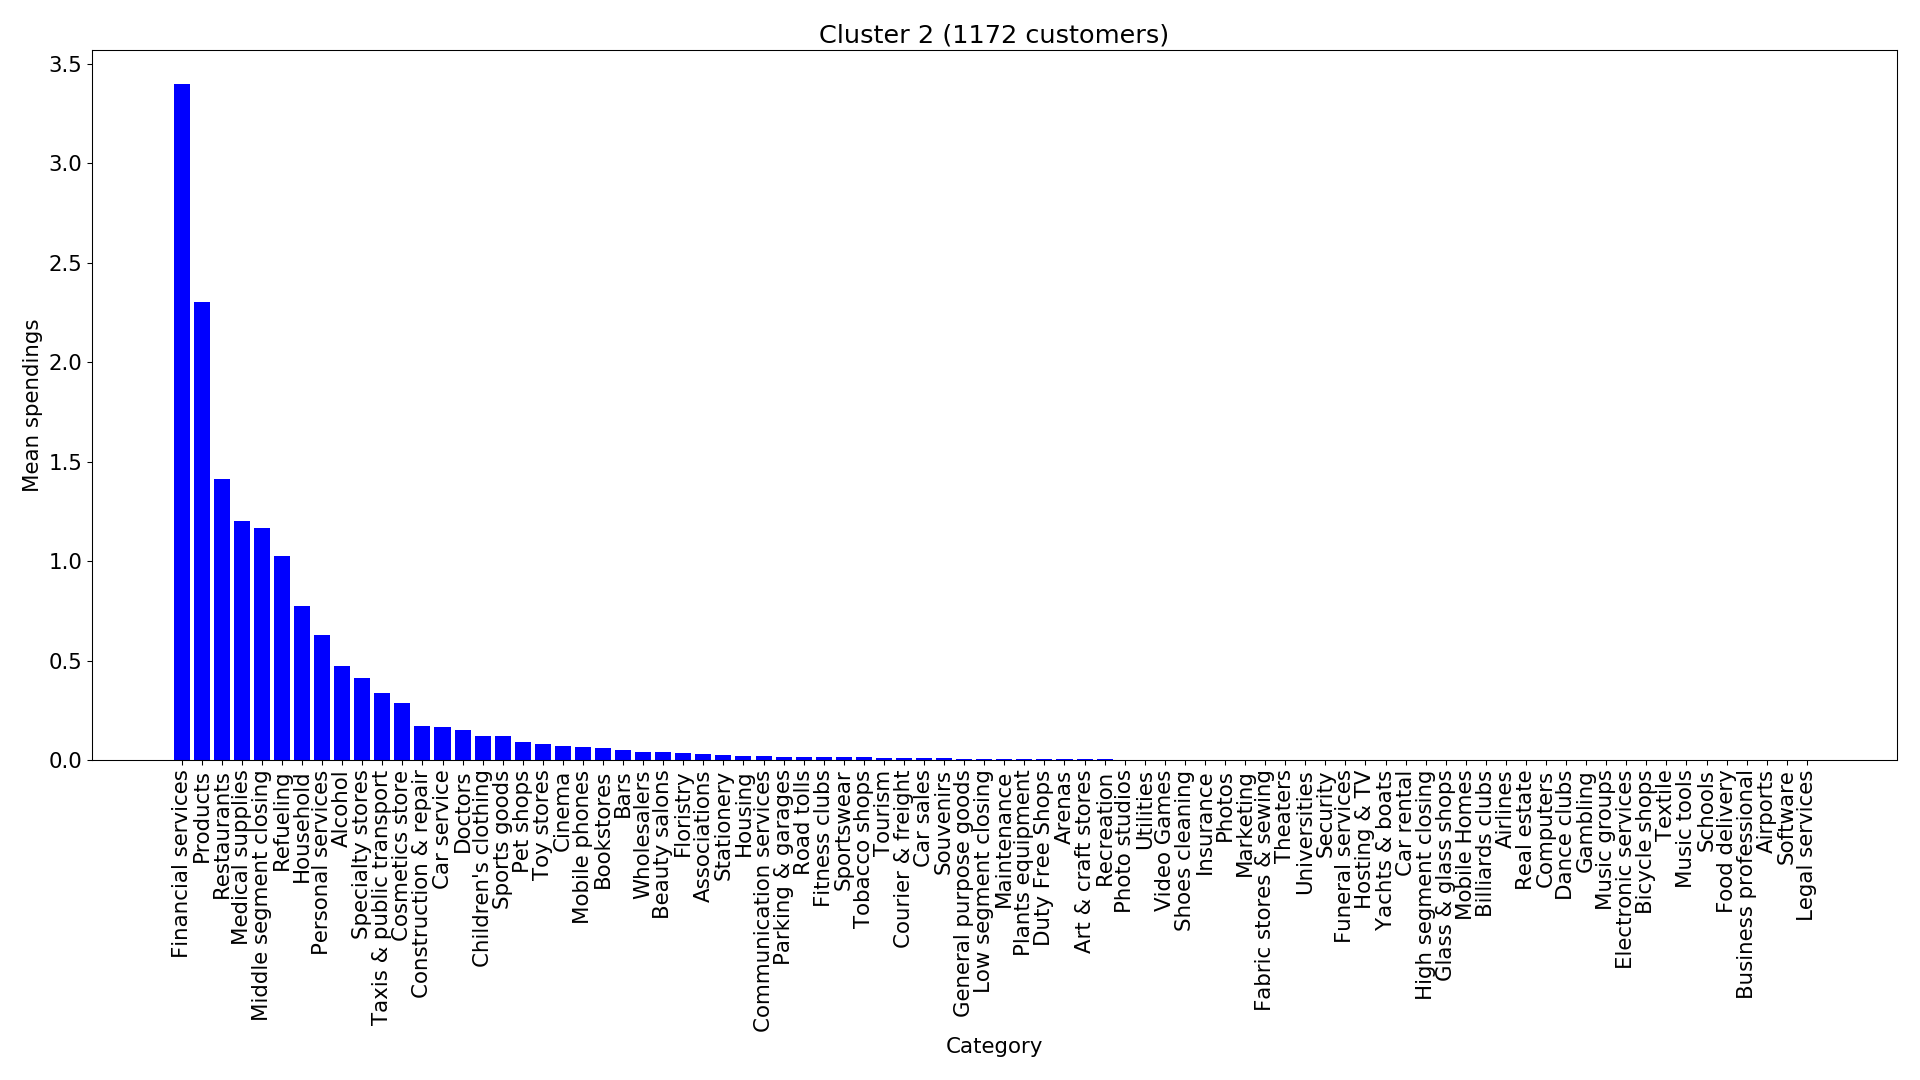 Cluster 2 (1172 customers)
Mean spendings
3.5
3.0
2.5
2.0
1.5
1.0
0.5
0.0
Financial services
Products
Restaurants
Medical supplies
Middle segment closing
Refueling
Household
Personal services
Alcohol
Specialty stores
Taxis & public transport
Cosmetics store
Construction & repair
Car service
Doctors
Children's clothing
Sports goods
Pet shops
Toy stores
Cinema
Mobile phones
Bookstores
Bars
Wholesalers
Beauty salons
Floristry
Associations
Stationery
Housing
Communication services
Parking & garages
Road tolls
Fitness clubs
Sportswear
Tobacco shops
Tourism
Courier & freight
Car sales
Souvenirs
General purpose goods
Low segment closing
Maintenance
Plants equipment
Duty Free Shops
Arenas
Art & craft stores
Recreation
Photo studios
Utilities
Video Games
Shoes cleaning
Insurance
Photos
Marketing
Fabric stores & sewing
Theaters
Universities
Security
Funeral services
Hosting & TV
Yachts & boats
Car rental
High segment closing
Glass & glass shops
Mobile Homes
Billiards clubs
Airlines
Real estate
Computers
Dance clubs
Gambling
Music groups
Electronic services
Bicycle shops
Textile
Music tools
Schools
Food delivery
Business professional
Airports
Software
Legal services
Category